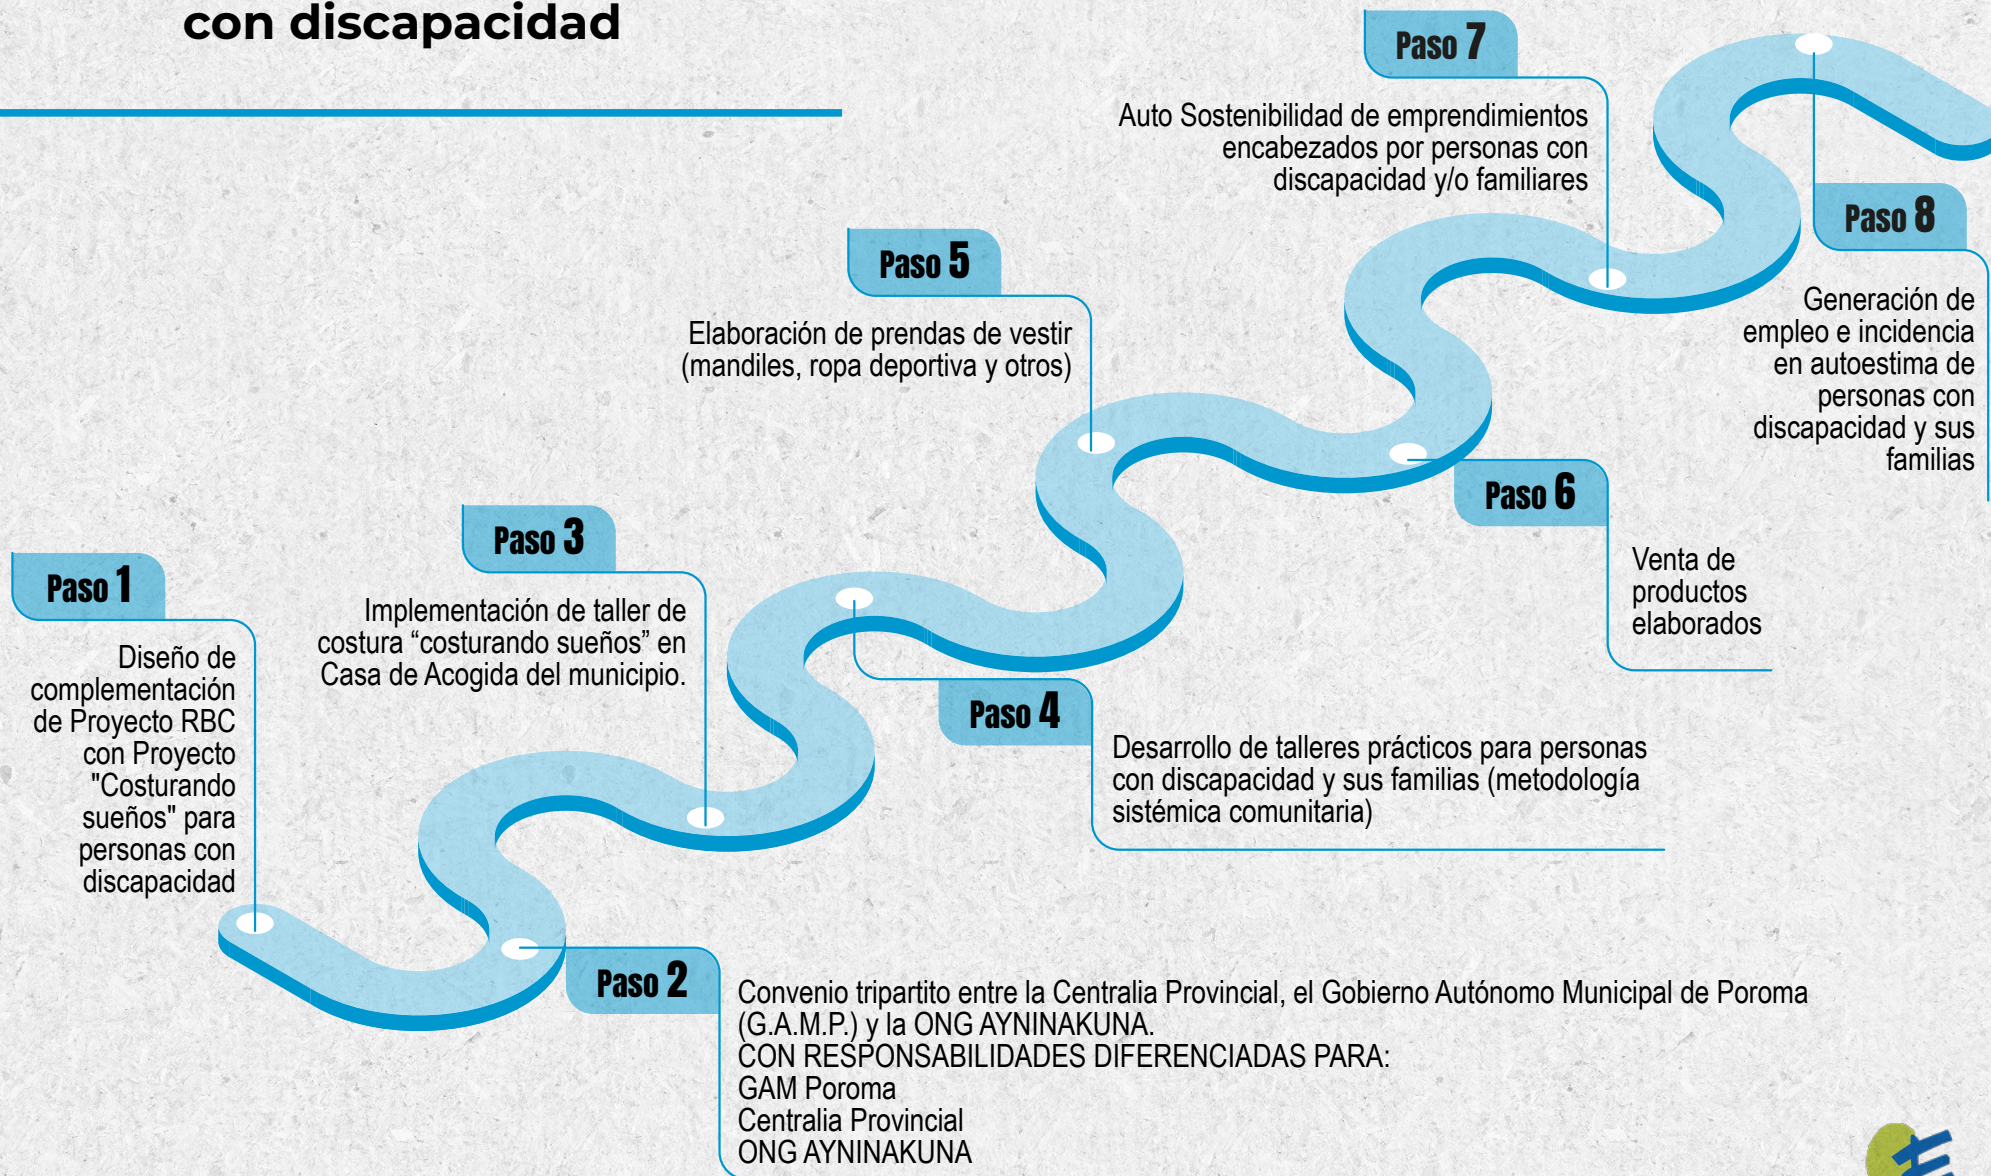 con discapacidad
Paso 1
Diseño de
complementación
de Proyecto RBC
con Proyecto
"Costurando
sueños" para
personas con
discapacidad
Paso 2
Convenio tripartito entre la Centralia Provincial, el Gobierno Autónomo Municipal de Poroma
(G.A.M.P.) y la ONG AYNINAKUNA.
CON RESPONSABILIDADES DIFERENCIADAS PARA:
GAM Poroma
Centralia Provincial
ONG AYNINAKUNA
Paso 3
Implementación de taller de
costura “costurando sueños” en
Casa de Acogida del municipio.
Paso 4
Desarrollo de talleres prácticos para personas
con discapacidad y sus familias (metodología
sistémica comunitaria)
Paso 5
Elaboración de prendas de vestir
(mandiles, ropa deportiva y otros)
Paso 6
Venta de
productos
elaborados
Paso 7
Auto Sostenibilidad de emprendimientos
encabezados por personas con
discapacidad y/o familiares
Paso 8
Generación de
empleo e incidencia
en autoestima de
personas con
discapacidad y sus
familias